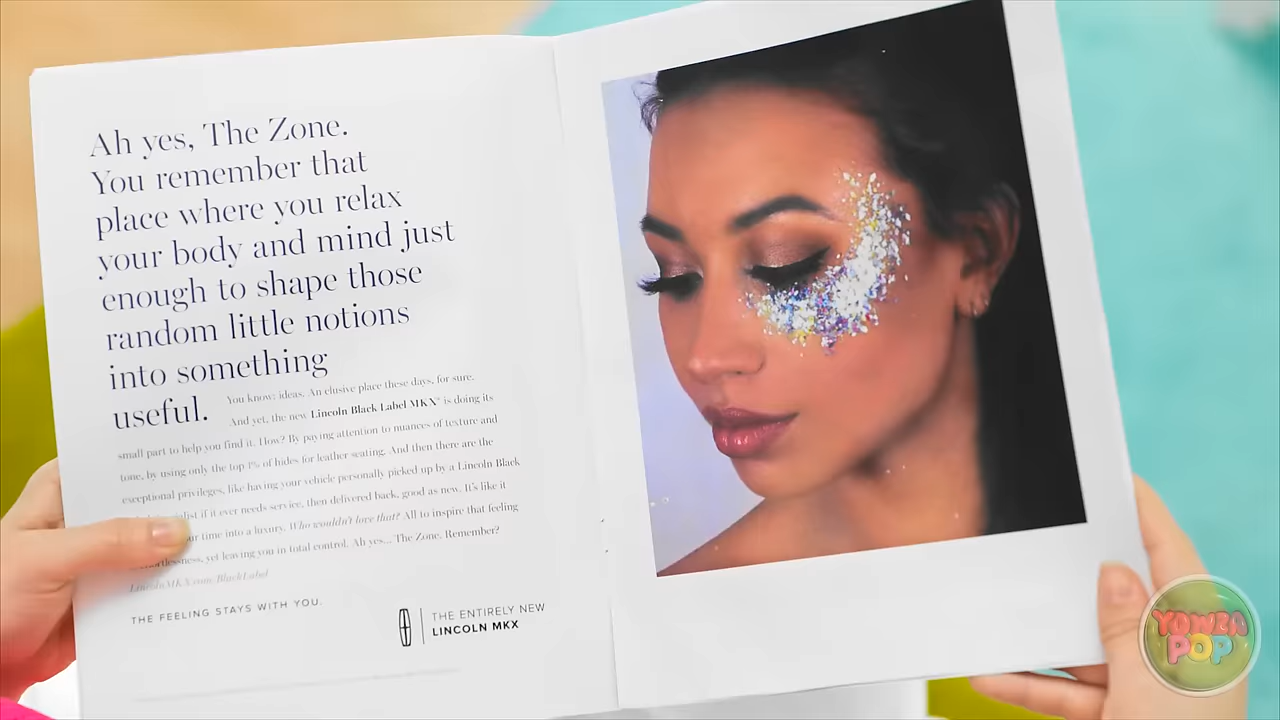 Ah yes, The Zone.
You remember that
place where you relax
your body and mind just
enough to shape those
random little notions
into something
useful. You know: ideas. An elusive place these days, for sure.
And yet, the new Lincoln Black Label MKX® is doing its
small part to help you find it. How? By paying attention to nuances of texture and
tone, by using only the top 1% of hides for leather seating. And then there are the
exceptional privileges, like having your vehicle personally picked up by a Lincoln Black
if it ever needs service, then delivered back, good as new. It's like it
time into a luxury. Who wouldn't love that? All to inspire that feeling
yet leaving you in total control. Ah yes... The Zone. Remember?
LincolnMKX.com/BlackLabel
THE FEELING STAYS WITH YOU.
THE ENTIRELY NEW
LINCOLN MKX
YOWZA
POP